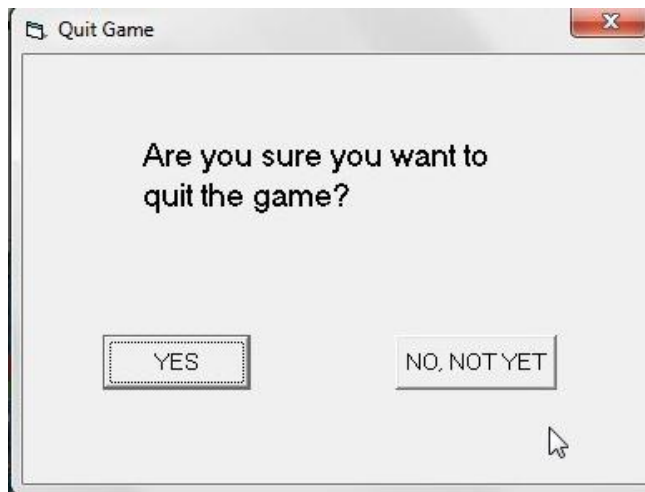 Quit Game
Are you sure you want to
quit the game?
YES
NO, NOT YET